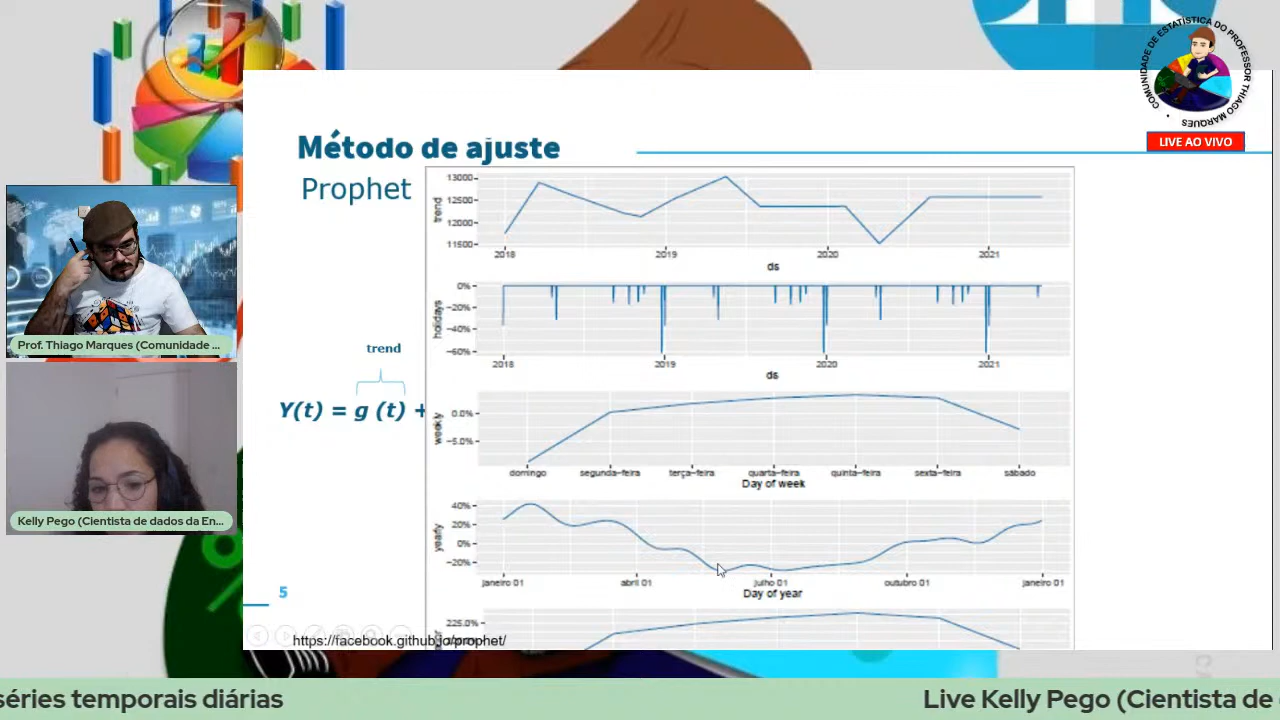 COMUNIDADE DE ESTATÍSTICA DO PROFESSOR THIAGO MARQUES
LIVE AO VIVO
Método de ajuste
Prophet
trend
Y(t) = g (t) +
13000
12500
12000
11500
trend
2018 2019 2020 2021
ds
0%
-20%
-40%
-60%
holidays
2018 2019 2020 2021
ds
0.0%
-5.0%
weekly
domingo segunda-feira terça-feira quarta-feira quinta-feira sexta-feira sábado
Day of week
40%
20%
0%
-20%
yearly
janeiro 01 abril 01 julho 01 outubro 01 janeiro 01
Day of year
225.0%
5
https://facebook.github.io/prophet/
Prof. Thiago Marques (Comunidade ...
Kelly Pego (Cientista de dados da En...
séries temporais diárias
Live Kelly Pego (Cientista de